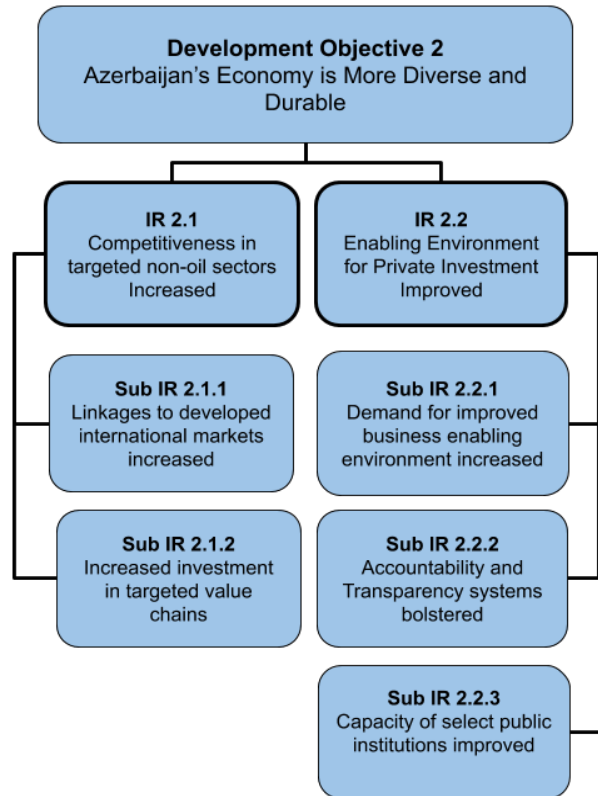 Development Objective 2
Azerbaijan's Economy is More Diverse and
Durable
IR 2.1
Competitiveness in
targeted non-oil sectors
Increased
IR 2.2
Enabling Environment
for Private Investment
Improved
Sub IR 2.1.1
Linkages to developed
international markets
increased
Sub IR 2.2.1
Demand for improved
business enabling
environment increased
Sub IR 2.1.2
Increased investment
in targeted value
chains
Sub IR 2.2.2
Accountability and
Transparency systems
bolstered
Sub IR 2.2.3
Capacity of select public
institutions improved